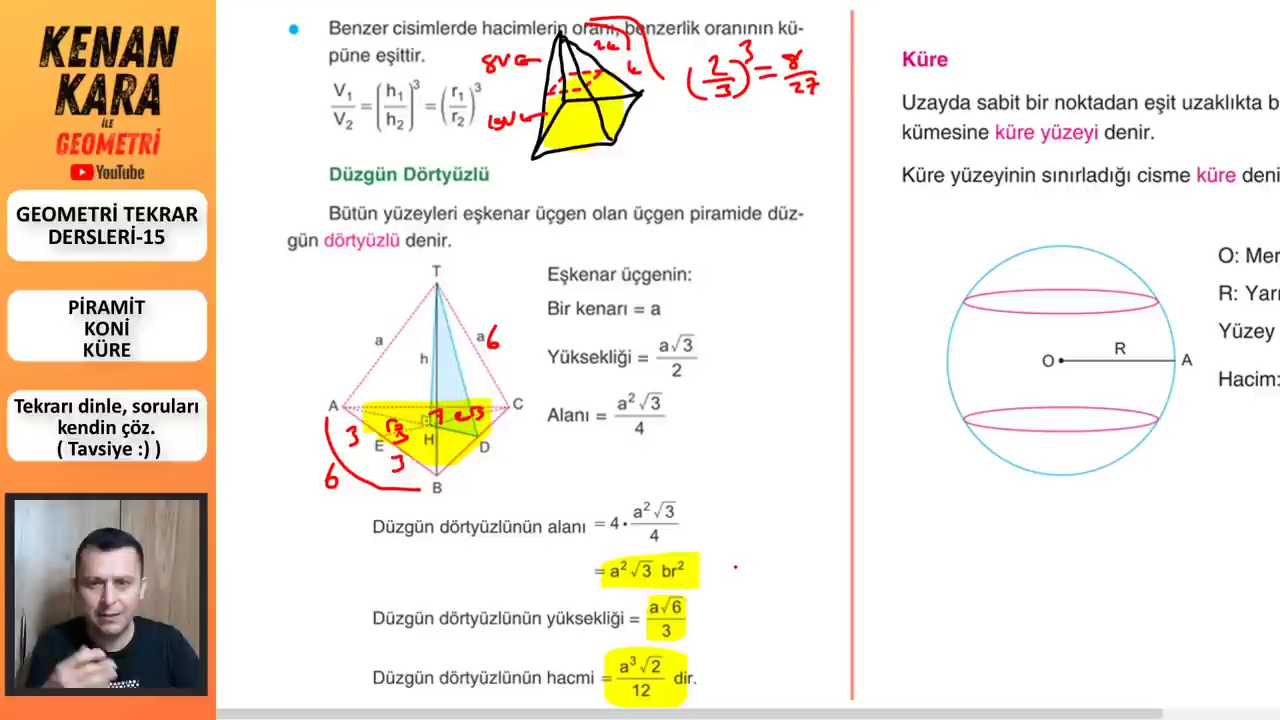 KENAN
KARA
İLE
GEOMETRİ
YouTube
GEOMETRİ TEKRAR
DERSLERİ-15
PİRAMİT
KONİ
KÜRE
Tekrarı dinle, soruları
kendin çöz.
( Tavsiye :) )
Benzer cisimlerde hacimlerin oranı, benzerlik oranının kü-
püne eşittir.
V₁/V₂ = (h₁/h₂)³ = (r₁/r₂)³
8V
19V
2k
k
(2/3)³ = 8/27
Düzgün Dörtyüzlü
Bütün yüzeyleri eşkenar üçgen olan üçgen piramide düz-
gün dörtyüzlü denir.
T
a
a
6
h
A
C
E
H
D
B
3
3
6
Eşkenar üçgenin:
Bir kenarı = a
Yüksekliği = a√3/2
Alanı = a²√3/4
Düzgün dörtyüzlünün alanı = 4 · a²√3/4
= a²√3 br²
Düzgün dörtyüzlünün yüksekliği = a√6/3
Düzgün dörtyüzlünün hacmi = a³√2/12 dir.
Küre
Uzayda sabit bir noktadan eşit uzaklıkta b
kümesine küre yüzeyi denir.
Küre yüzeyinin sınırladığı cisme küre deni
O
R
A
O: Mer
R: Yarı
Yüzey
Hacim: